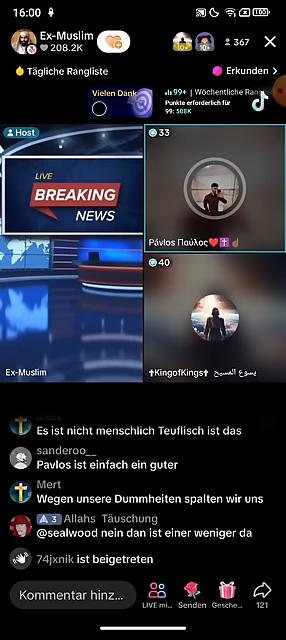 16:00
100
Ex-Muslim
208.2K
10+
10+
367
Tägliche Rangliste
Erkunden >
Vielen Dank
99+ | Wöchentliche Rang
Punkte erforderlich für
99: 508K
Host
33
LIVE
BREAKING
NEWS
Pávlos Παύλος❤️✝️☝🏾
40
Ex-Muslim
✝KingofKings✝ يسوع المسيح
Es ist nicht menschlich Teuflisch ist das
sanderoo__
Pavlos ist einfach ein guter
Mert
Wegen unsere Dummheiten spalten wir uns
3 Allahs Täuschung
@sealwood nein dan ist einer weniger da
74jxnik ist beigetreten
Kommentar hinz...
LIVE mi...
Senden
Gesche...
121